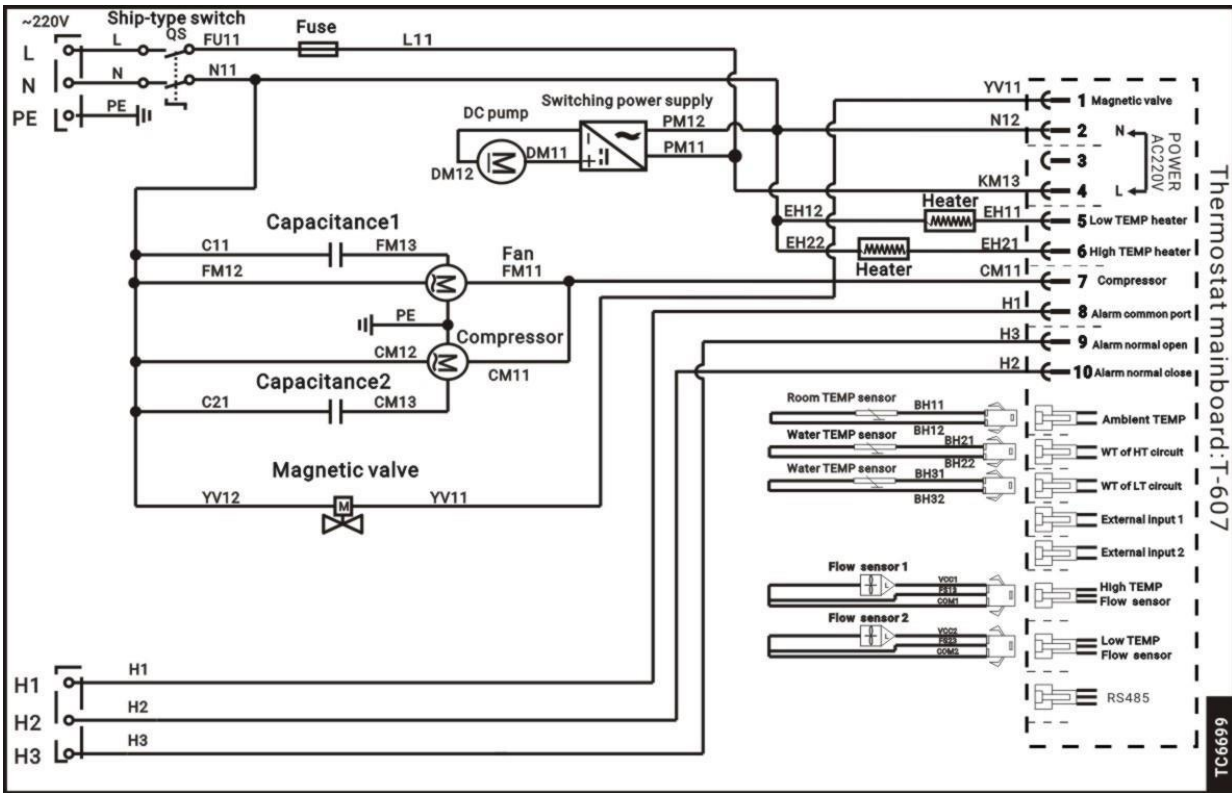 ~220V
Ship-type switch
QS
Fuse
L
L
FU11
L11
N
N
N11
PE
PE
DC pump
Switching power supply
PM12
PM11
DM11
DM12
YV11
1 Magnetic valve
N12
2
N
3
KM13
4
L
POWER
AC220V
Heater
EH12
EH11
5 Low TEMP heater
EH22
EH21
6 High TEMP heater
Heater
CM11
7 Compressor
H1
8 Alarm common port
H3
9 Alarm normal open
H2
10 Alarm normal close
Thermostat mainboard:T-607
Capacitance1
C11
FM13
Fan
FM12
FM11
M
PE
Compressor
CM12
M
CM11
Capacitance2
C21
CM13
Magnetic valve
YV12
M
YV11
Room TEMP sensor
BH11
BH12
Ambient TEMP
Water TEMP sensor
BH21
BH22
WT of HT circuit
Water TEMP sensor
BH31
BH32
WT of LT circuit
External input 1
External input 2
Flow sensor 1
VCC1
FS13
COM1
High TEMP
Flow sensor
Flow sensor 2
VCC2
FS23
COM2
Low TEMP
Flow sensor
RS485
H1
H1
H2
H2
H3
H3
TC6699